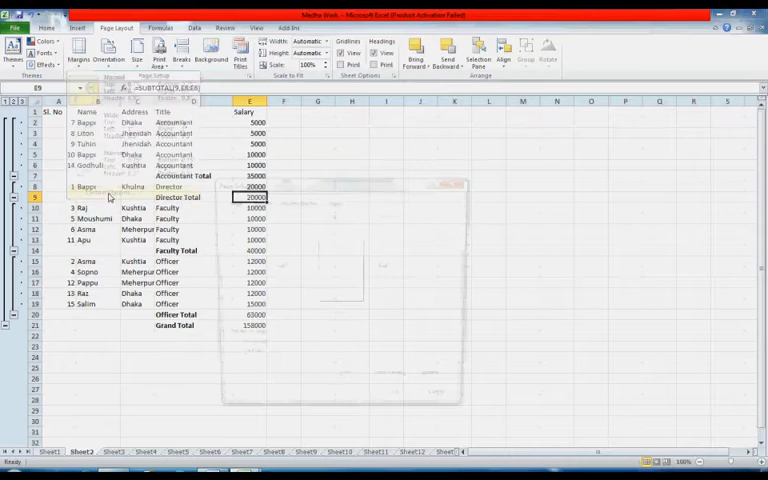 Medha Work - Microsoft Excel (Product Activation Failed)
File Home Insert Page Layout Formulas Data Review View Add-Ins
Themes Colors Fonts Effects Margins Orientation Size Print Area Breaks Background Print Titles Width: Automatic Height: Automatic Scale: 100% Gridlines View Print Headings View Print Bring Forward Send Backward Selection Pane Align Group Rotate
Themes Page Setup Scale to Fit Sheet Options Arrange
E9 fx =SUBTOTAL(9,E8:E8)
1 2 3 A B C D E F G H I J K L M N O P Q R S
1 Sl. No Name Address Title Salary
2 7 Bappi Dhaka Accountant 5000
3 8 Liton Jhenidah Accountant 5000
4 9 Tuhin Jhenidah Accountant 5000
5 10 Bappi Dhaka Accountant 10000
6 14 Godhuli Kushtia Accountant 10000
7 Accountant Total 35000
8 1 Bappi Khulna Director 20000
9 Director Total 20000
10 3 Raj Kushtia Faculty 10000
11 5 Moushumi Dhaka Faculty 10000
12 6 Asma Meherpur Faculty 10000
13 11 Apu Kushtia Faculty 10000
14 Faculty Total 40000
15 2 Asma Kushtia Officer 12000
16 4 Sopno Meherpur Officer 12000
17 12 Pappu Meherpur Officer 12000
18 13 Raz Dhaka Officer 12000
19 15 Salim Dhaka Officer 15000
20 Officer Total 63000
21 Grand Total 158000
22
23
24
25
26
27
28
29
30
31
32
Sheet1 Sheet2 Sheet3 Sheet4 Sheet5 Sheet6 Sheet7 Sheet8 Sheet9 Sheet10 Sheet11 Sheet12
Ready 100%